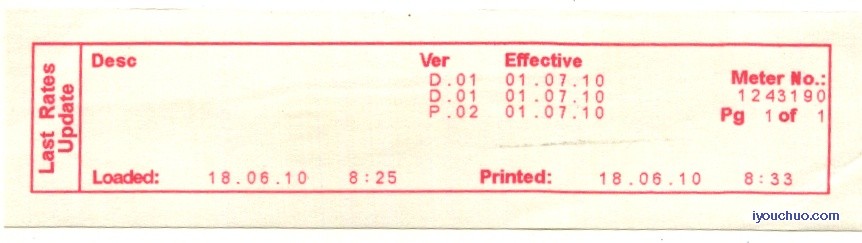 Last Rates
Update
Desc Ver Effective
D.01 01.07.10
D.01 01.07.10
P.02 01.07.10
Meter No.:
1243190
Pg 1 of 1
Loaded: 18.06.10 8:25 Printed: 18.06.10 8:33
iyouchuo.com